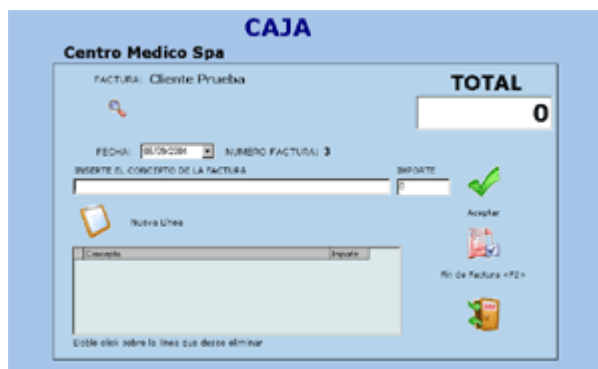 CAJA
Centro Medico Spa
FACTURA: Cliente Prueba
TOTAL
0
FECHA: NUMERO FACTURA: 3
INSERTE EL CONCEPTO DE LA FACTURA IMPORTE
0
Aceptar
Nueva Linea
Concepto Importe
Fin de Factura <F2>
Doble click sobre la linea que desee eliminar